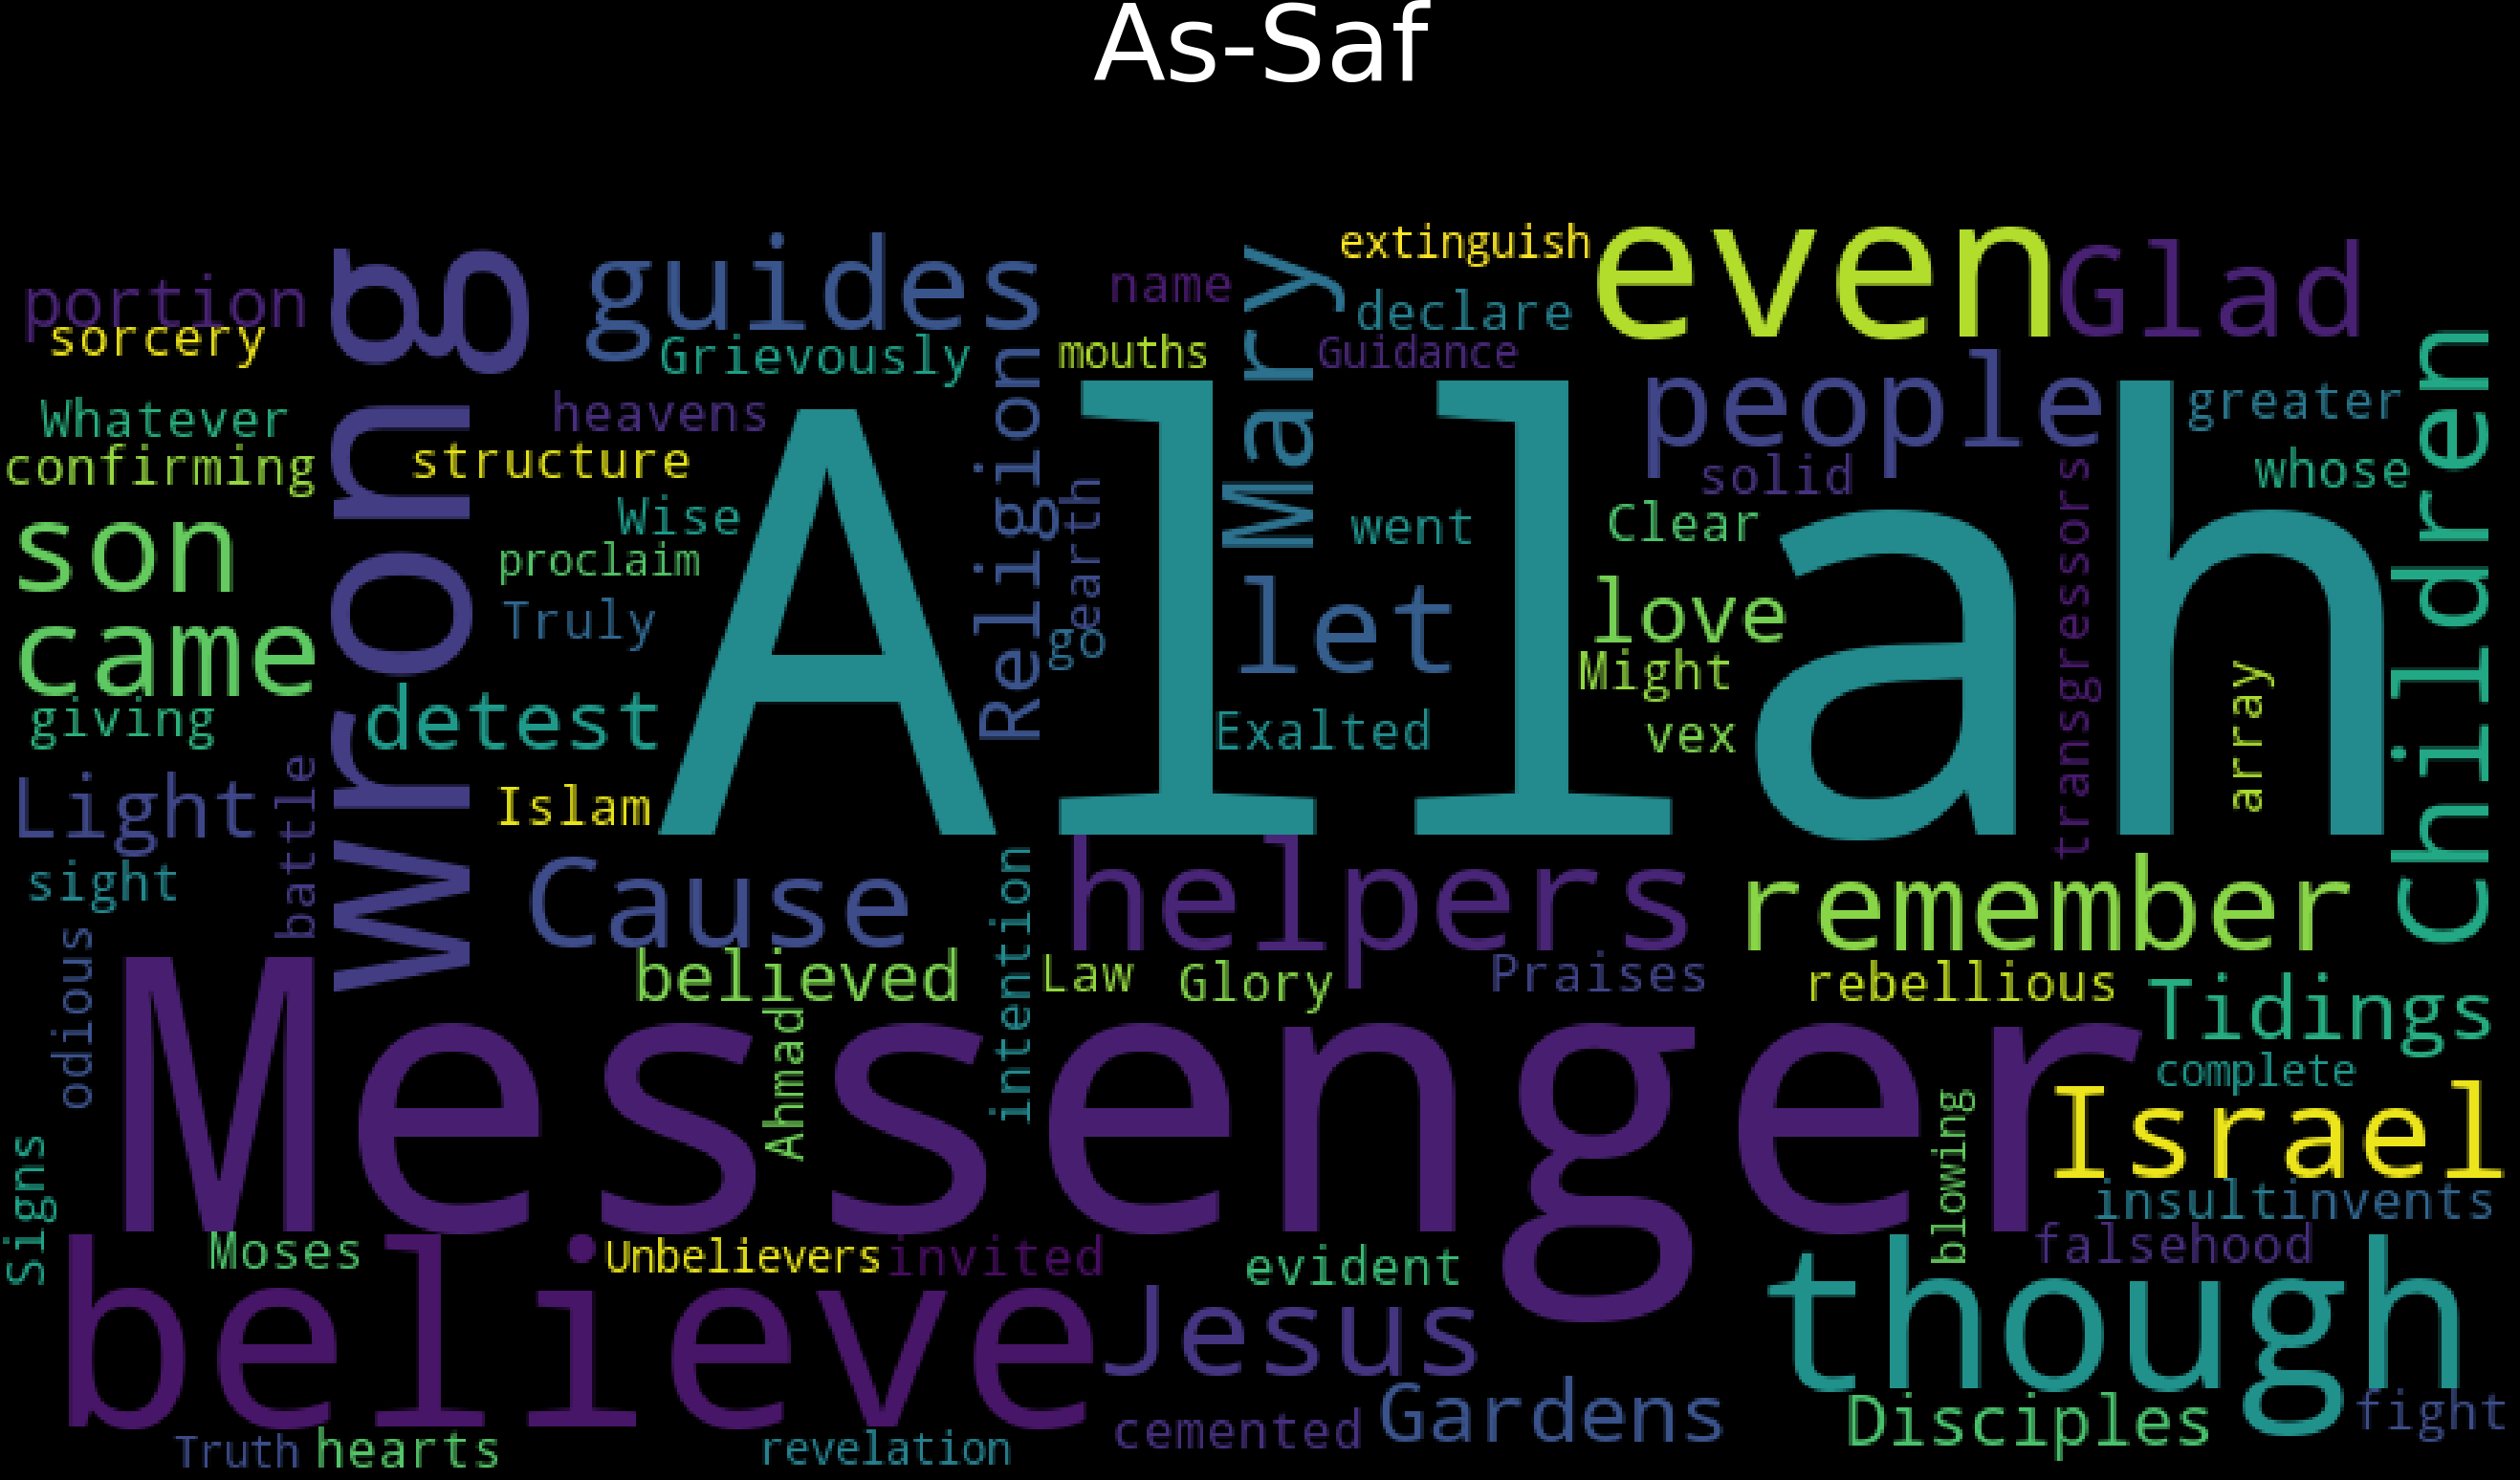 As-Saf
extinguish
even
Glad
guides
name
portion
sorcery
wrong
Mary
declare
mouths
Guidance
Grievously
Religions
people
greater
Children
Whatever
heavens
confirming
structure
Allah
solid
whose
earth
transgressors
son
Wise
went
Clear
proclaim
came
Truly
go
let
love
Might
giving
detest
Exalted
vex
array
Light
battle
Islam
sight
Cause
intention
helpers
remember
odious
believed
Law
Glory
Praises
rebellious
Tidings
Messenger
Ahmad
complete
blowing
Israel
Signs
insult
invents
Moses
Unbelievers
invited
evident
falsehood
believe
Jesus
though
cemented
Gardens
Disciples
fight
Truth
hearts
revelation